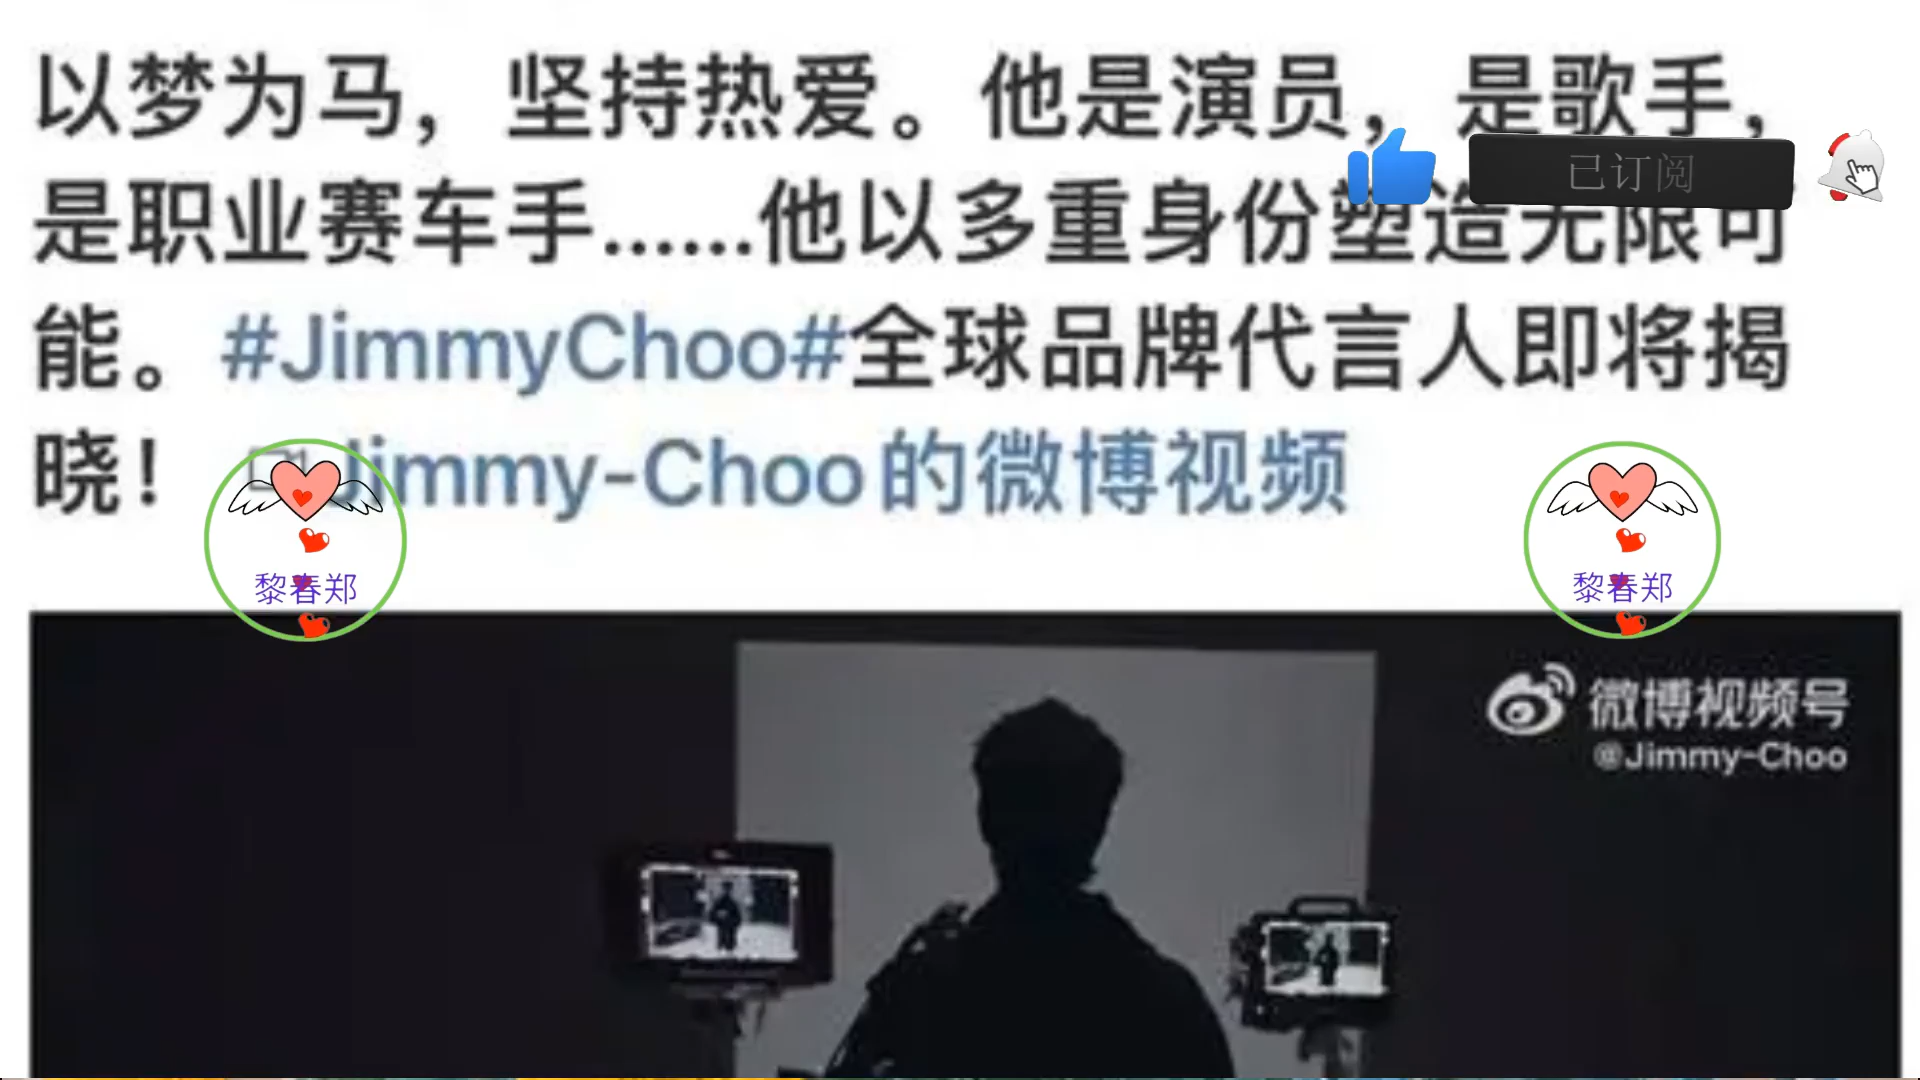 以梦为马，坚持热爱。他是演员，是歌手，
已订阅
是职业赛车手......他以多重身份塑造无限可
能。#JimmyChoo#全球品牌代言人即将揭
晓！ Jimmy-Choo的微博视频
黎春郑
黎春郑
微博视频号
@Jimmy-Choo